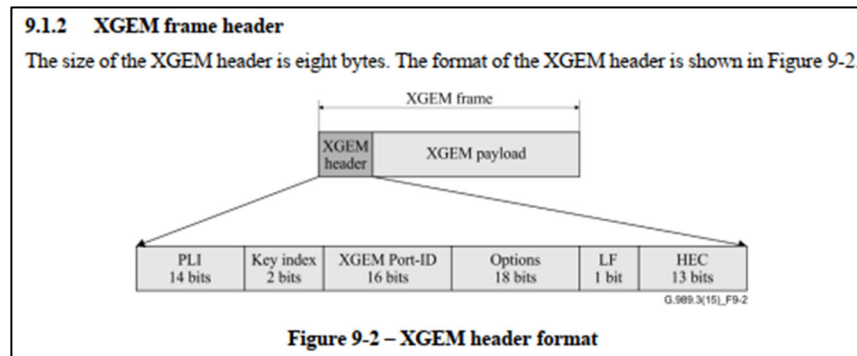 9.1.2 XGEM frame header
The size of the XGEM header is eight bytes. The format of the XGEM header is shown in Figure 9-2.
XGEM frame
XGEM
header
XGEM payload
PLI
14 bits
Key index
2 bits
XGEM Port-ID
16 bits
Options
18 bits
LF
1 bit
HEC
13 bits
G.989.3(15)_F9-2
Figure 9-2 – XGEM header format